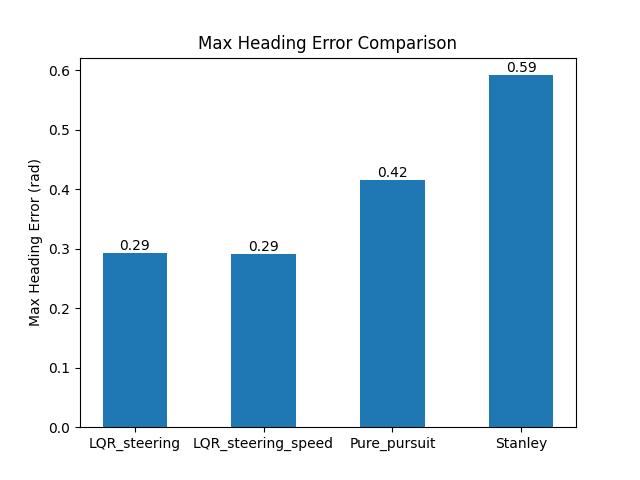 Max Heading Error Comparison
Max Heading Error (rad)
0.6
0.5
0.4
0.3
0.2
0.1
0.0
0.29
0.29
0.42
0.59
LQR_steering
LQR_steering_speed
Pure_pursuit
Stanley